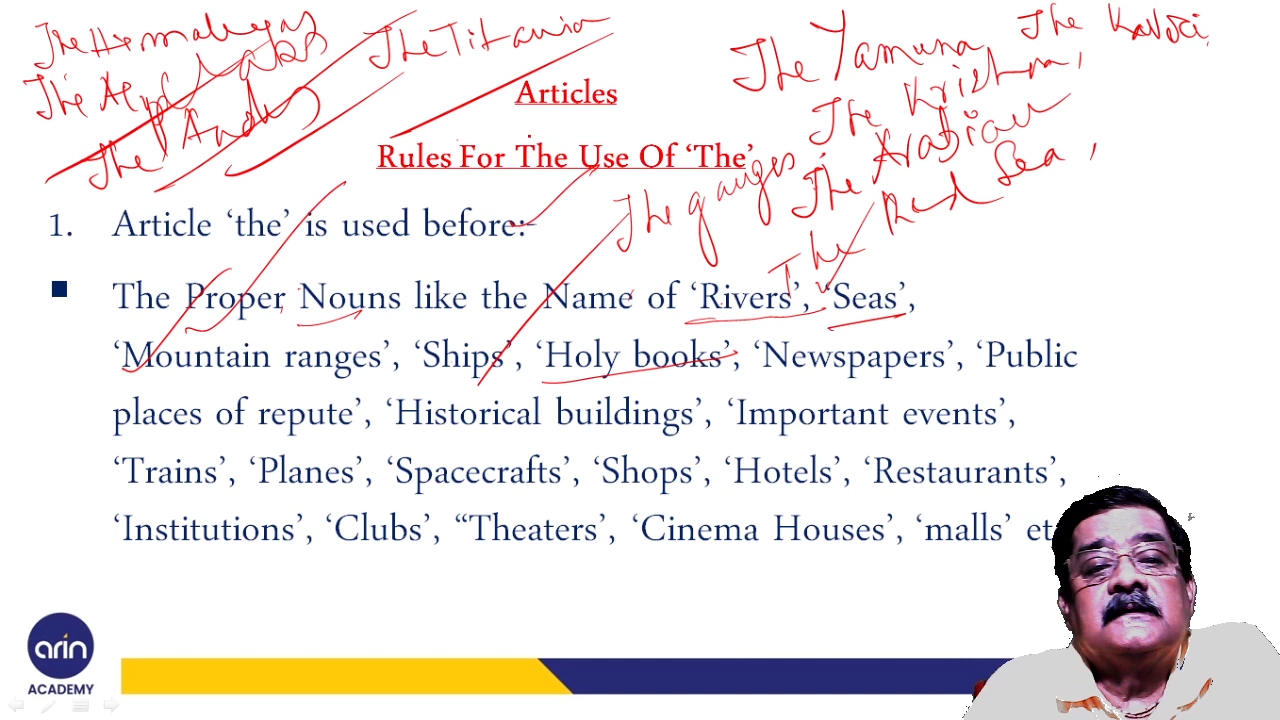 The Himalayas
The Alps
The Andes
The Titanic
The Yamuna
The Kaveri,
The Krishna,
The Ganges
The Arabian Sea,
The Red
Articles
Rules For The Use Of ‘The’
1. Article ‘the’ is used before:-
The Proper Nouns like the Name of ‘Rivers’, ‘Seas’,
‘Mountain ranges’, ‘Ships’, ‘Holy books’, ‘Newspapers’, ‘Public
places of repute’, ‘Historical buildings’, ‘Important events’,
‘Trains’, ‘Planes’, ‘Spacecrafts’, ‘Shops’, ‘Hotels’, ‘Restaurants’,
‘Institutions’, ‘Clubs’, “Theaters’, ‘Cinema Houses’, ‘malls’ et
arin
ACADEMY